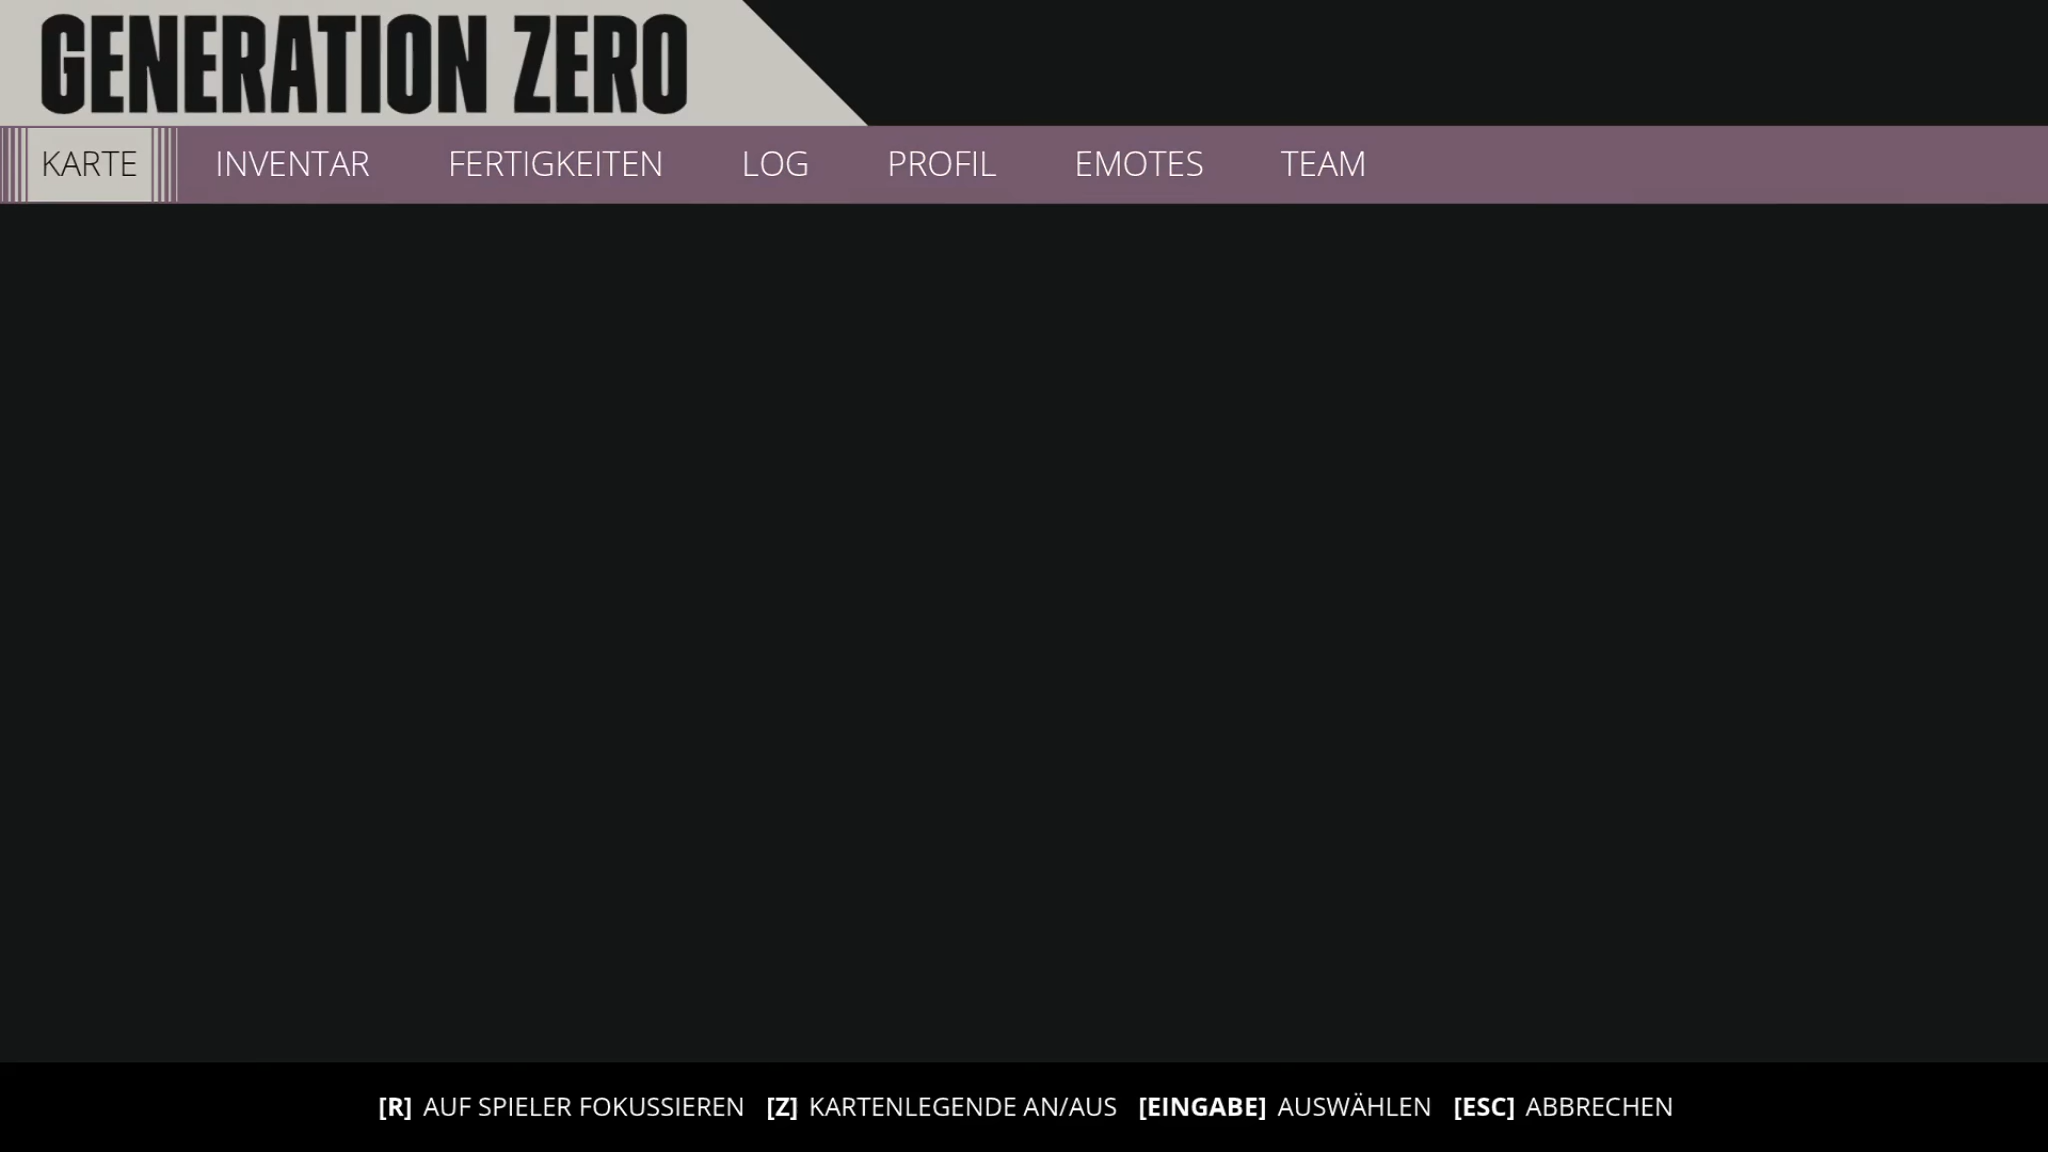 GENERATION ZERO
KARTE INVENTAR FERTIGKEITEN LOG PROFIL EMOTES TEAM
[R] AUF SPIELER FOKUSSIEREN [Z] KARTENLEGENDE AN/AUS [EINGABE] AUSWÄHLEN [ESC] ABBRECHEN